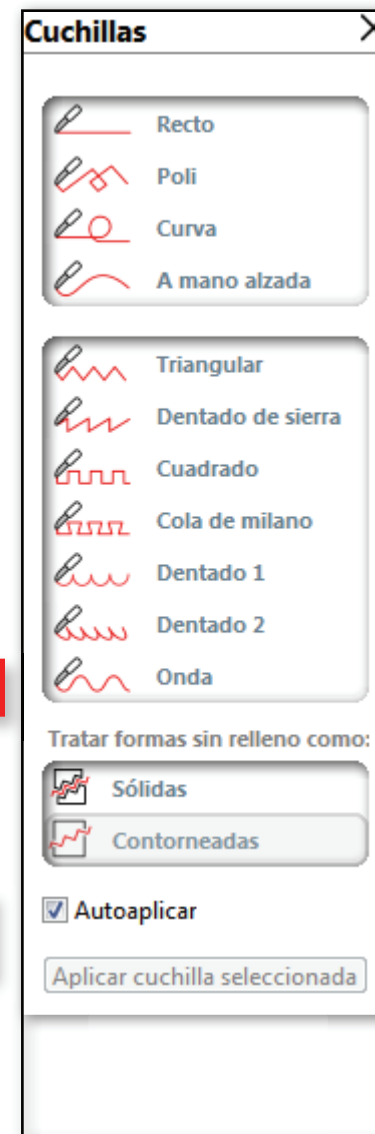 Cuchillas
Recto
Poli
Curva
A mano alzada
Triangular
Dentado de sierra
Cuadrado
Cola de milano
Dentado 1
Dentado 2
Onda
Tratar formas sin relleno como:
Sólidas
Contorneadas
Autoaplicar
Aplicar cuchilla seleccionada